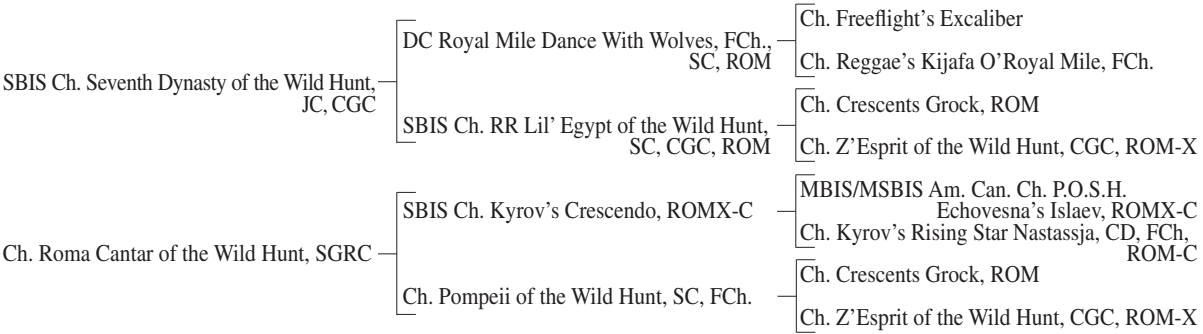 SBIS Ch. Seventh Dynasty of the Wild Hunt,
JC, CGC
DC Royal Mile Dance With Wolves, FCh.,
SC, ROM
Ch. Freeflight's Excaliber
Ch. Reggae's Kijafa O'Royal Mile, FCh.
SBIS Ch. RR Lil' Egypt of the Wild Hunt,
SC, CGC, ROM
Ch. Crescents Grock, ROM
Ch. Z'Esprit of the Wild Hunt, CGC, ROM-X
Ch. Roma Cantar of the Wild Hunt, SGRC
SBIS Ch. Kyrov's Crescendo, ROMX-C
MBIS/MSBIS Am. Can. Ch. P.O.S.H.
Echovesna's Islaev, ROMX-C
Ch. Kyrov's Rising Star Nastassja, CD, FCh,
ROM-C
Ch. Pompeii of the Wild Hunt, SC, FCh.
Ch. Crescents Grock, ROM
Ch. Z'Esprit of the Wild Hunt, CGC, ROM-X